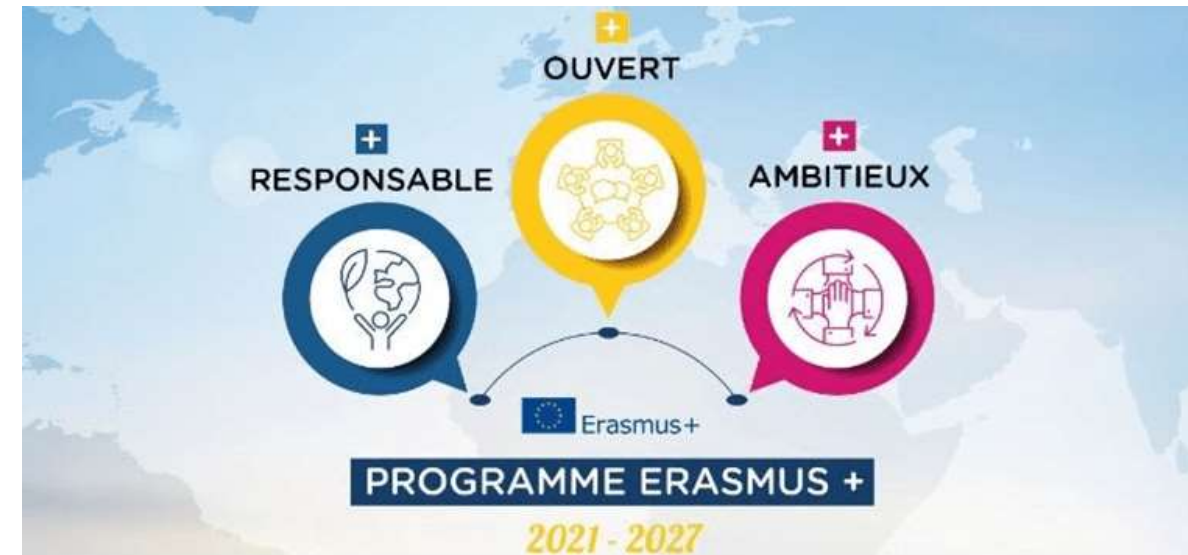 +
OUVERT
+
RESPONSABLE
+
AMBITIEUX
Erasmus+
PROGRAMME ERASMUS +
2021 - 2027